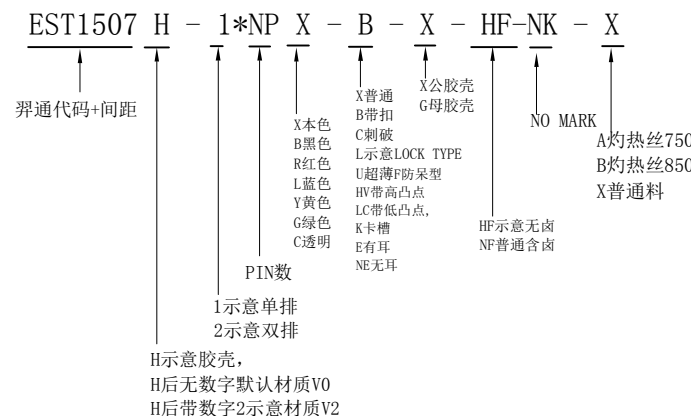 EST1507 H - 1*NP X - B - X - HF-NK - X
羿通代码+间距
X本色
B黑色
R红色
L蓝色
Y黄色
G绿色
C透明
X普通
B带扣
C刺破
L示意LOCK TYPE
U超薄F防呆型
HV带高凸点
LC带低凸点,
K卡槽
E有耳
NE无耳
X公胶壳
G母胶壳
NO MARK
A灼热丝750
B灼热丝850
X普通料
HF示意无卤
NF普通含卤
PIN数
1示意单排
2示意双排
H示意胶壳,
H后无数字默认材质V0
H后带数字2示意材质V2